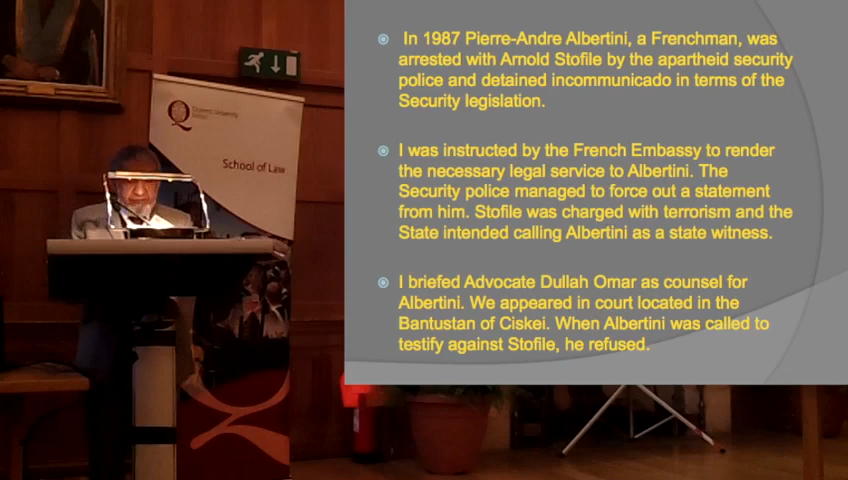 In 1987 Pierre-Andre Albertini, a Frenchman, was
arrested with Arnold Stofile by the apartheid security
police and detained incommunicado in terms of the
Security legislation.
I was instructed by the French Embassy to render
the necessary legal service to Albertini. The
Security police managed to force out a statement
from him. Stofile was charged with terrorism and the
State intended calling Albertini as a state witness.
I briefed Advocate Dullah Omar as counsel for
Albertini. We appeared in court located in the
Bantustan of Ciskei. When Albertini was called to
testify against Stofile, he refused.
Queen's University
School of Law